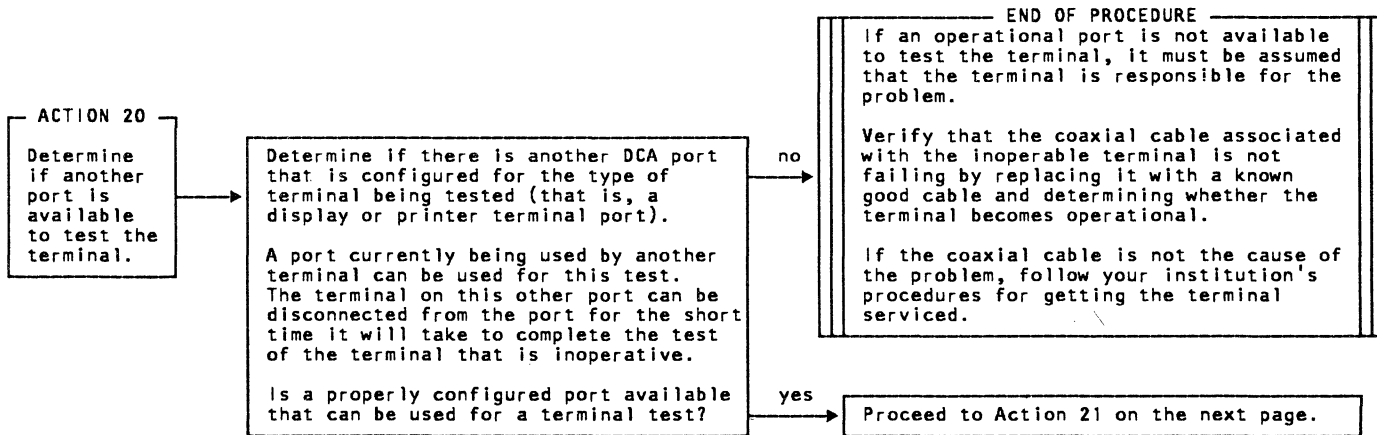 ACTION 20
Determine
if another
port is
available
to test the
terminal.
Determine if there is another DCA port
that is configured for the type of
terminal being tested (that is, a
display or printer terminal port).
A port currently being used by another
terminal can be used for this test.
The terminal on this other port can be
disconnected from the port for the short
time it will take to complete the test
of the terminal that is inoperative.
Is a properly configured port available
that can be used for a terminal test?
no
END OF PROCEDURE
If an operational port is not available
to test the terminal, it must be assumed
that the terminal is responsible for the
problem.
Verify that the coaxial cable associated
with the inoperable terminal is not
failing by replacing it with a known
good cable and determining whether the
terminal becomes operational.
If the coaxial cable is not the cause of
the problem, follow your institution's
procedures for getting the terminal
serviced.
yes
Proceed to Action 21 on the next page.